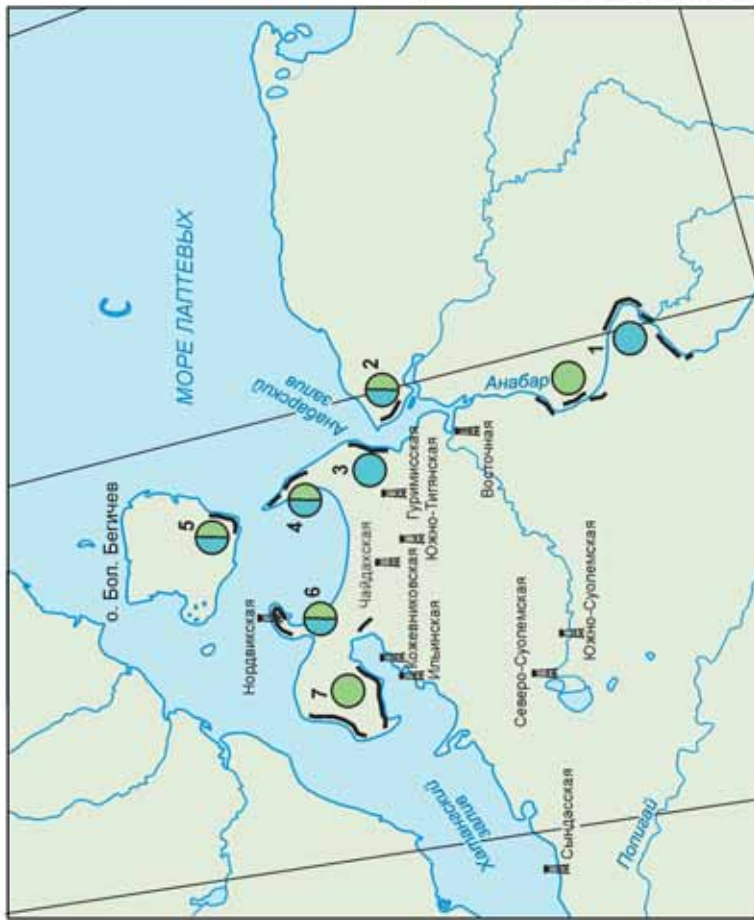 С
МОРЕ ЛАПТЕВЫХ
о. Бол. Бегичев
5
Анабарский
залив
2
4
3
6
7
1
Анабар
Нордвикская
Чайдахская
Гуримисская
Южно-Тигянская
Кожевниковская
Ильинская
Восточная
Хатангский
залив
Северо-Суолемская
Южно-Суолемская
Сындасская
Попигай